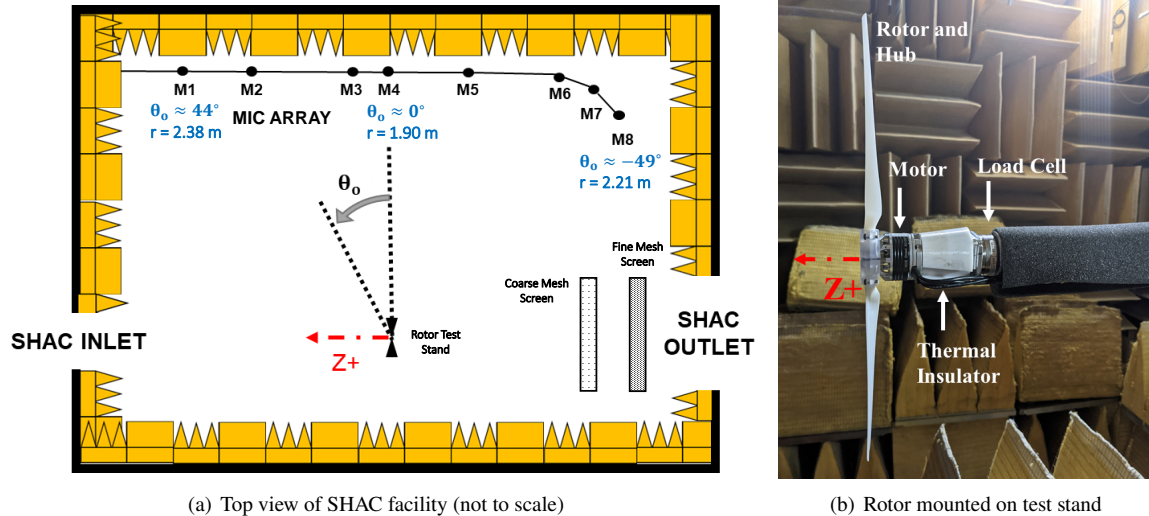 M1
M2
M3
M4
M5
M6
M7
M8
θo ≈ 44°
r = 2.38 m
MIC ARRAY
θo ≈ 0°
r = 1.90 m
θo ≈ −49°
r = 2.21 m
θo
Fine Mesh
Screen
Coarse Mesh
Screen
SHAC INLET
Z+
Rotor Test
Stand
SHAC
OUTLET
(a) Top view of SHAC facility (not to scale)
Rotor and
Hub
Motor
Load Cell
Z+
Thermal
Insulator
(b) Rotor mounted on test stand